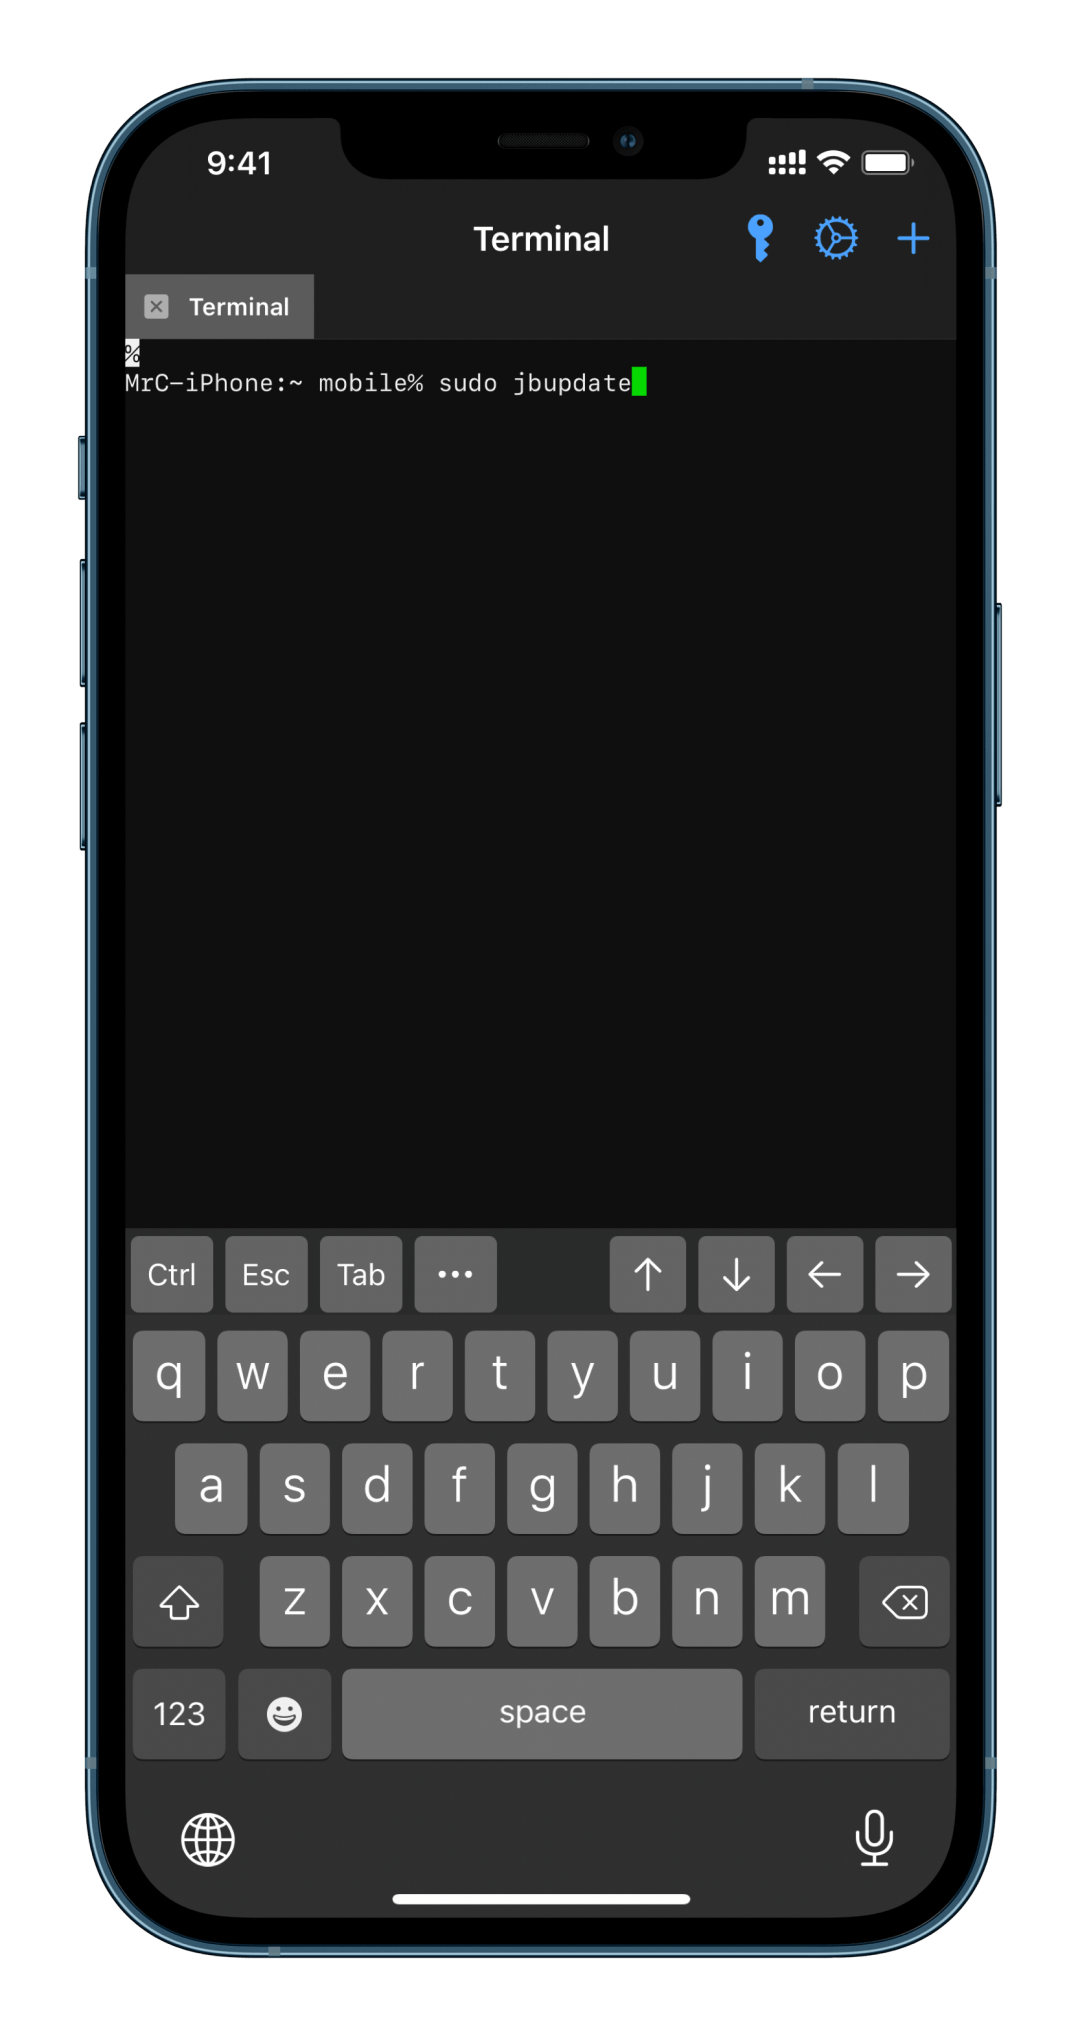 9:41
Terminal
Terminal
%
MrC-iPhone:~ mobile% sudo jbupdate
Ctrl Esc Tab ••• ↑ ↓ ← →
q w e r t y u i o p
a s d f g h j k l
z x c v b n m
123 space return